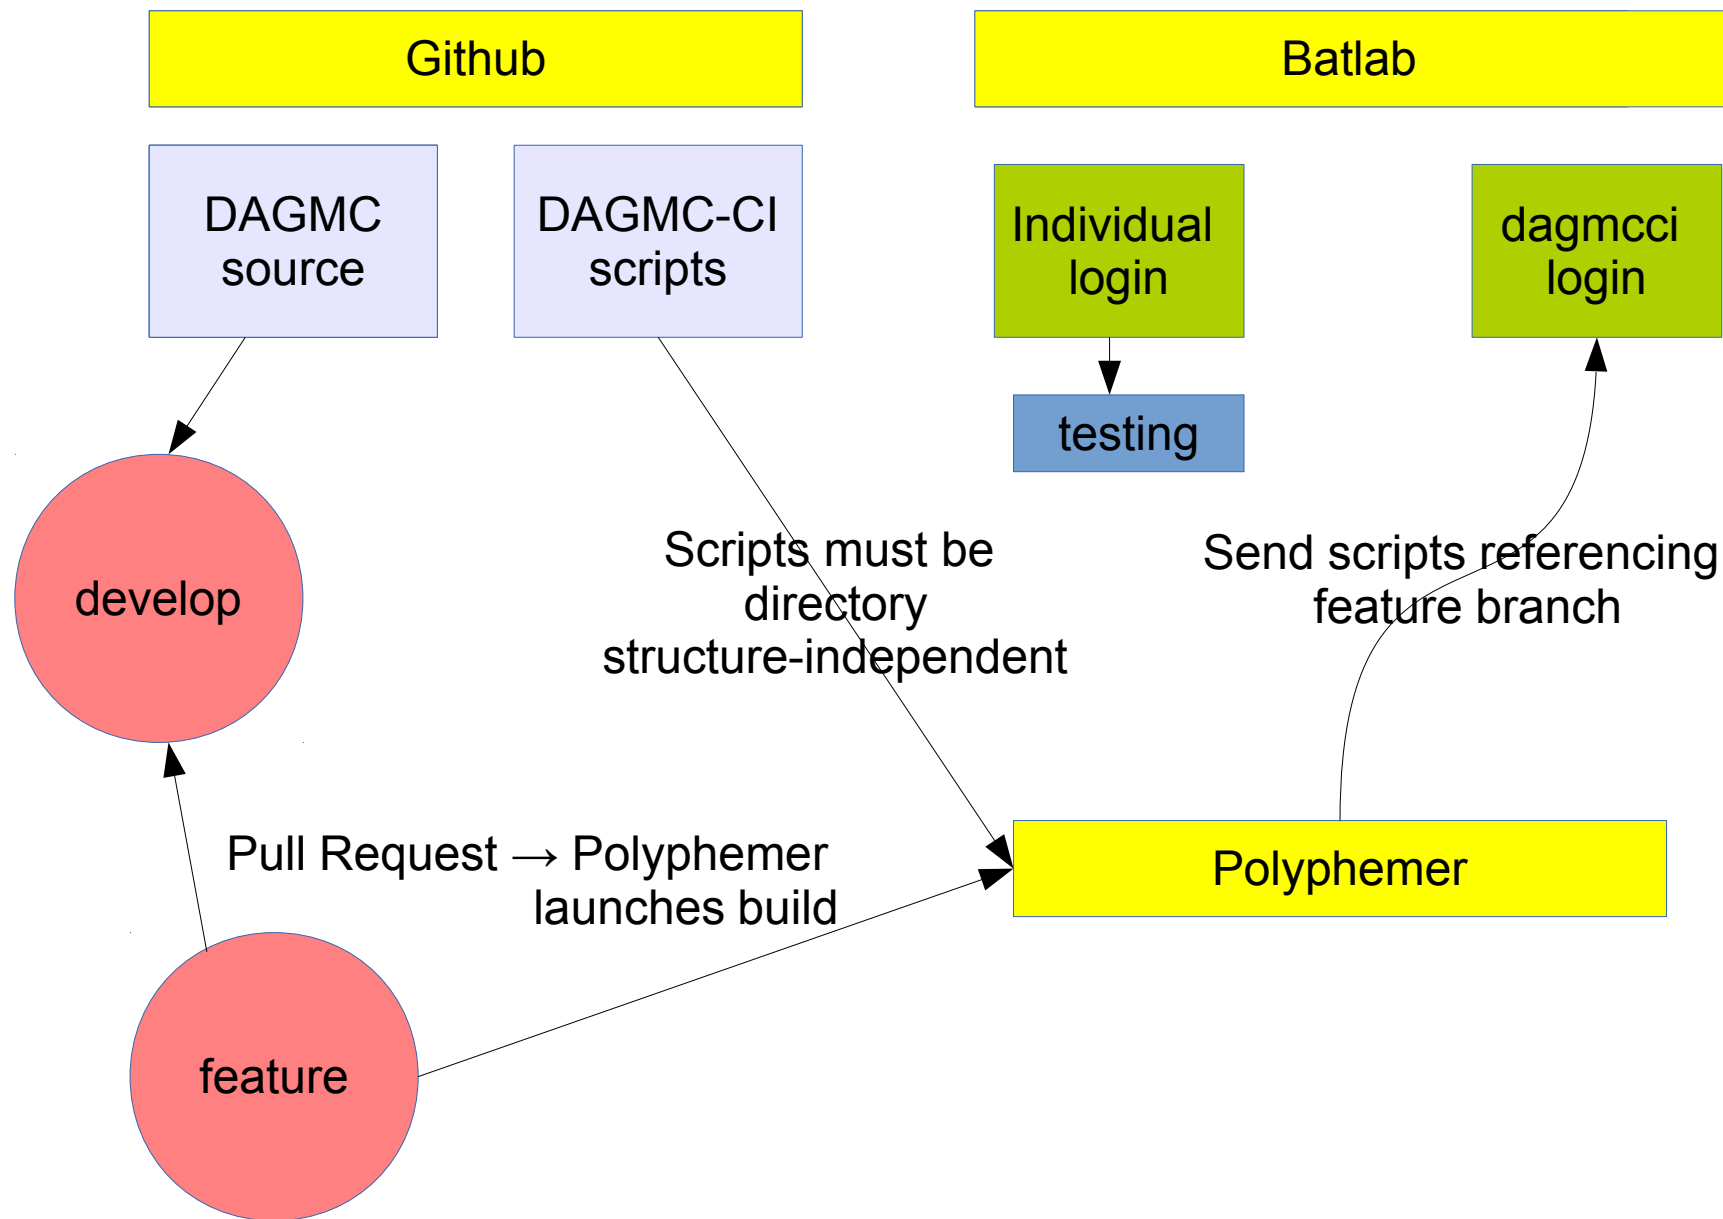 Github
Batlab
DAGMC
source
DAGMC-CI
scripts
Individual
login
dagmcci
login
testing
develop
Scripts must be
directory
structure-independent
Send scripts referencing
feature branch
Pull Request → Polyphemer
launches build
Polyphemer
feature